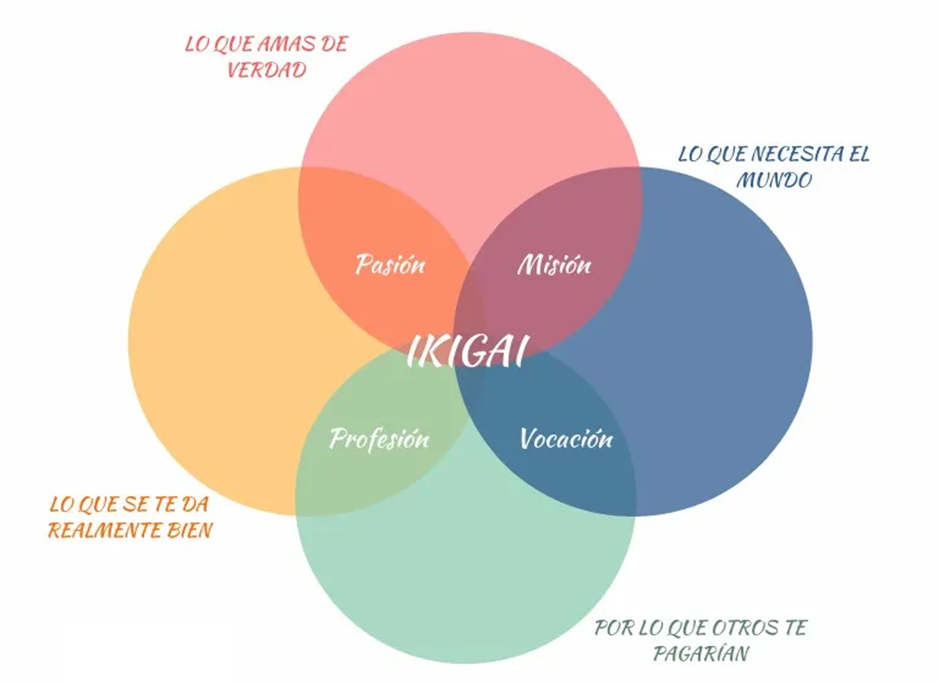 LO QUE AMAS DE
VERDAD
LO QUE NECESITA EL
MUNDO
Pasión
Misión
IKIGAI
Profesión
Vocación
LO QUE SE TE DA
REALMENTE BIEN
POR LO QUE OTROS TE
PAGARÍAN